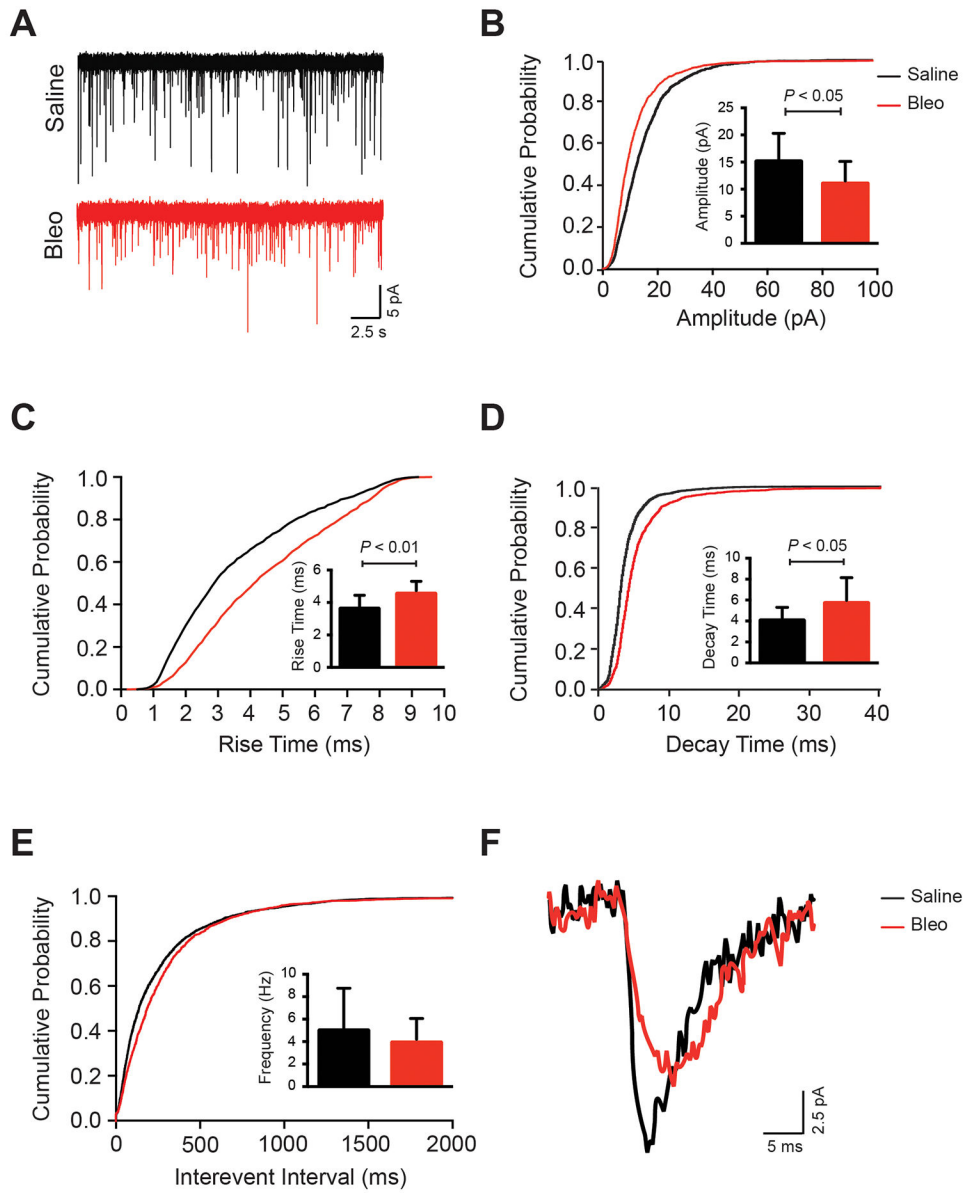 A
Saline
Bleo
5 pA
2.5 s
B
Cumulative Probability
1.0
0.8
0.6
0.4
0.2
0.0
0 20 40 60 80 100
Amplitude (pA)
Saline
Bleo
P < 0.05
Amplitude (pA)
25
20
15
10
5
0
C
Cumulative Probability
1.0
0.8
0.6
0.4
0.2
0.0
0 1 2 3 4 5 6 7 8 9 10
Rise Time (ms)
P < 0.01
Rise Time (ms)
6
4
2
0
D
Cumulative Probability
1.0
0.8
0.6
0.4
0.2
0.0
0 10 20 30 40
Decay Time (ms)
P < 0.05
Decay Time (ms)
10
8
6
4
2
0
E
Cumulative Probability
1.0
0.8
0.6
0.4
0.2
0.0
0 500 1000 1500 2000
Interevent Interval (ms)
Frequency (Hz)
10
8
6
4
2
0
F
Saline
Bleo
2.5 pA
5 ms